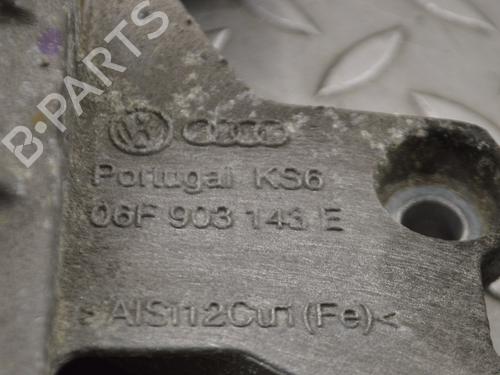 B-PARTS
Portugal KS6
06F 903 143 E
>AlSi12Cu1(Fe)<